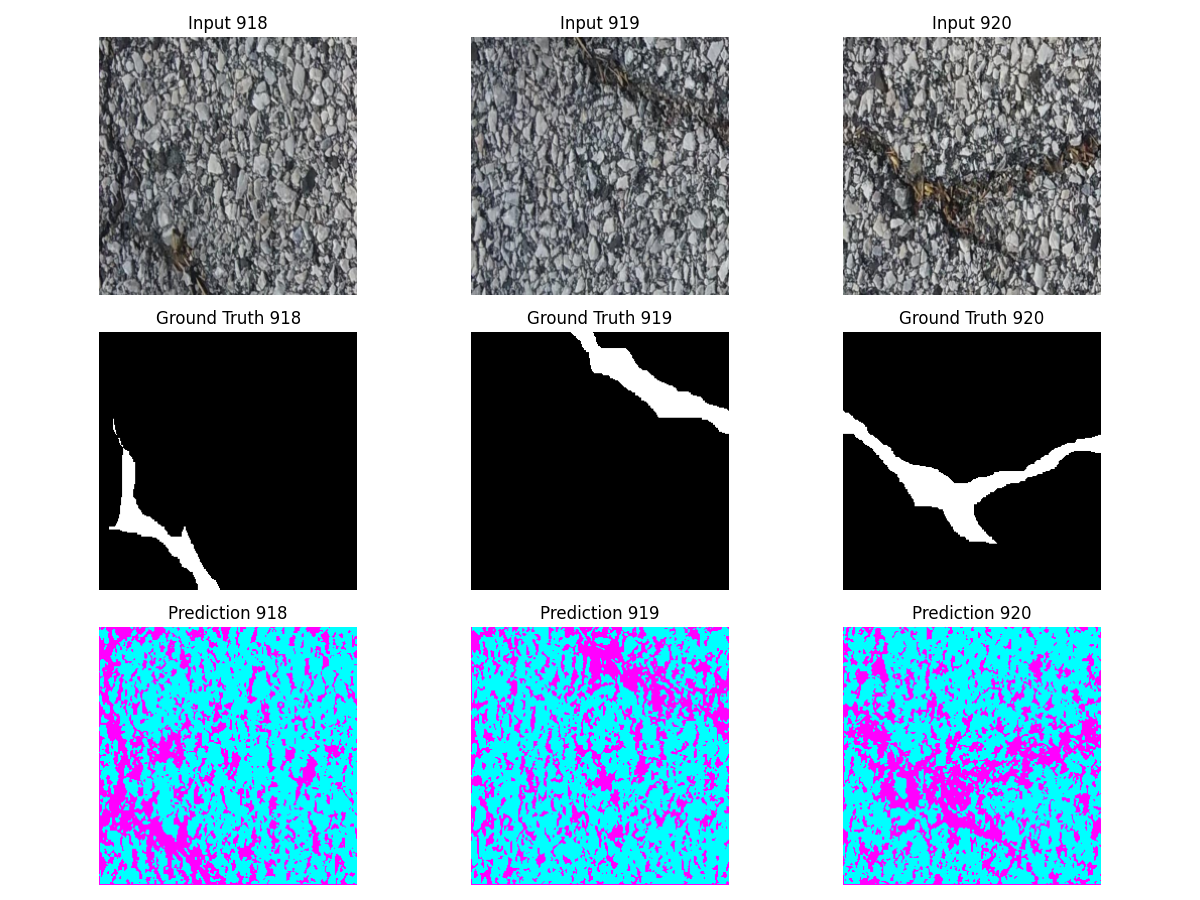 Input 918
Input 919
Input 920
Ground Truth 918
Ground Truth 919
Ground Truth 920
Prediction 918
Prediction 919
Prediction 920